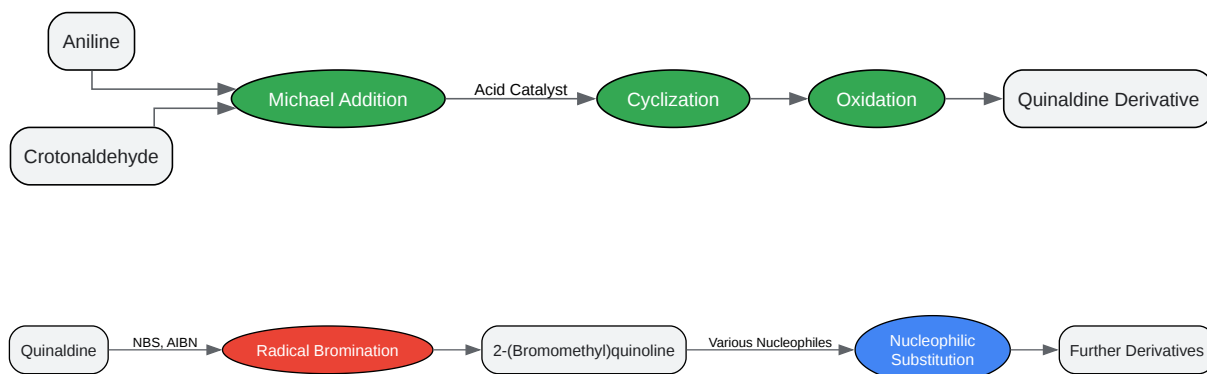 Aniline
Crotonaldehyde
Michael Addition
Acid Catalyst
Cyclization
Oxidation
Quinaldine Derivative
Quinaldine
NBS, AIBN
Radical Bromination
2-(Bromomethyl)quinoline
Various Nucleophiles
Nucleophilic
Substitution
Further Derivatives